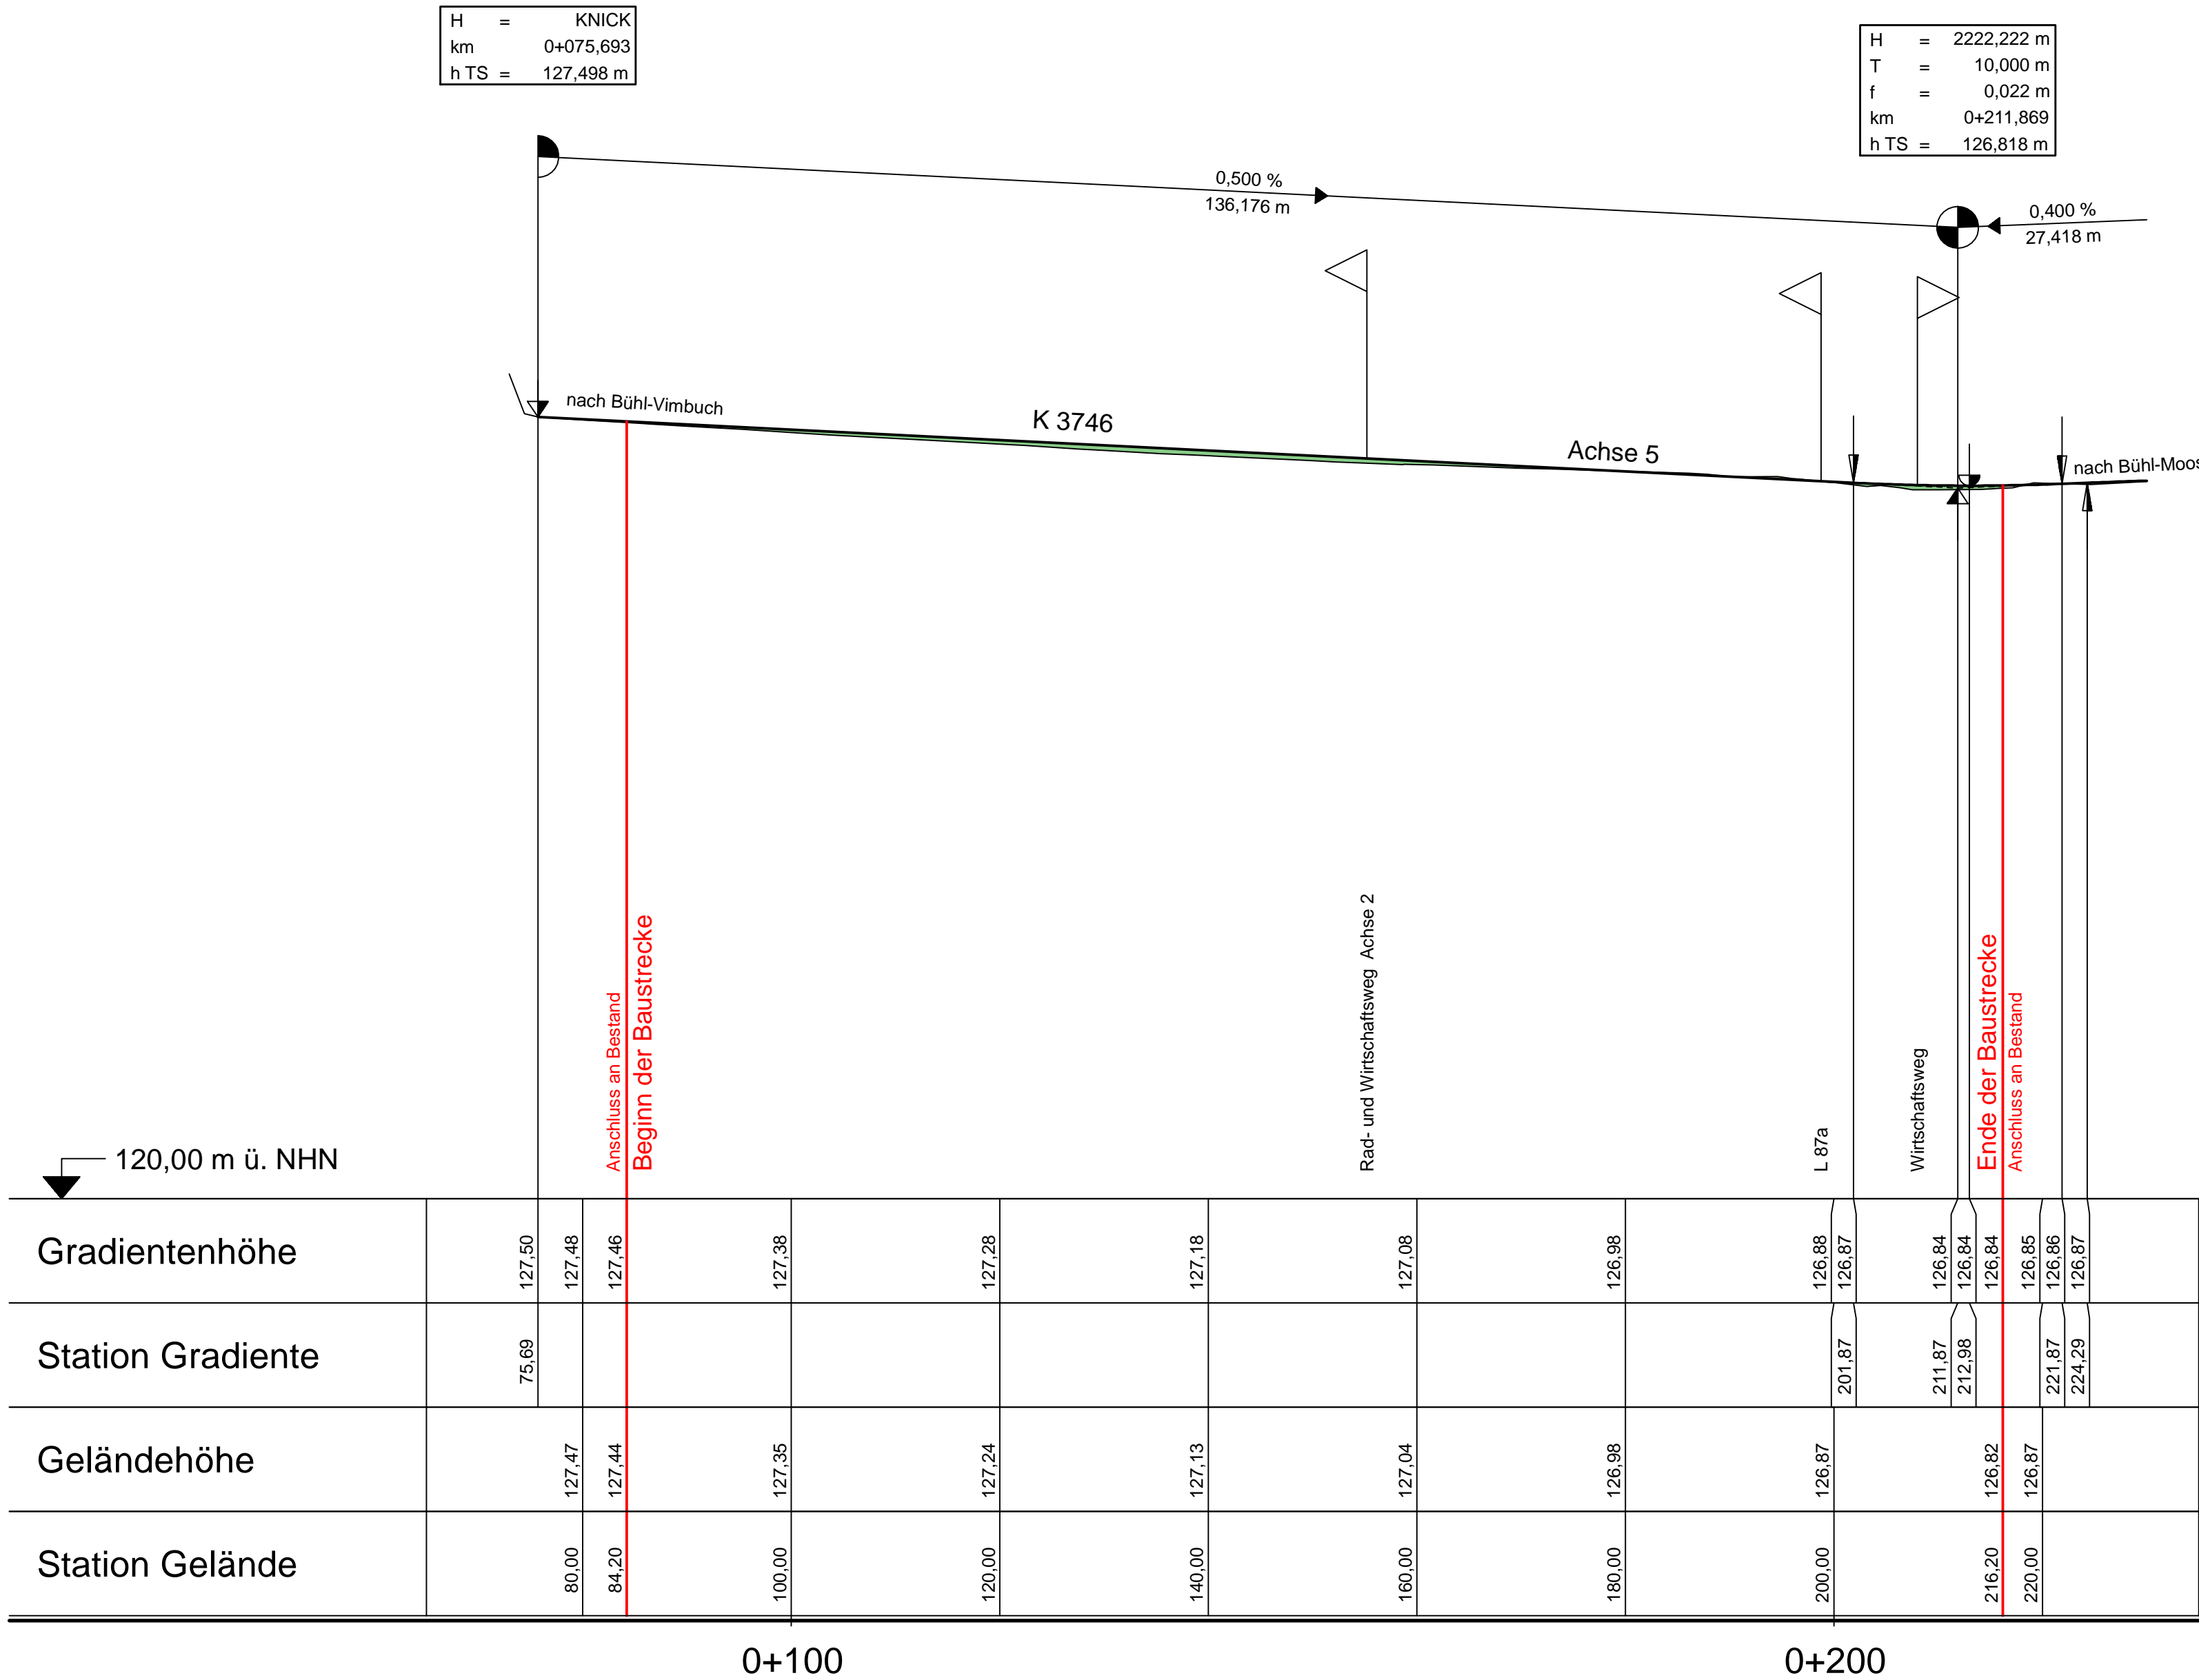 H = KNICK
km 0+075,693
h TS = 127,498 m
H = 2222,222 m
T = 10,000 m
f = 0,022 m
km 0+211,869
h TS = 126,818 m
0,500 %
136,176 m
0,400 %
27,418 m
nach Bühl-Vimbuch
K 3746
Achse 5
nach Bühl-Moos
Anschluss an Bestand
Beginn der Baustrecke
Rad- und Wirtschaftsweg Achse 2
L 87a
Wirtschaftsweg
Ende der Baustrecke
Anschluss an Bestand
120,00 m ü. NHN
Gradientenhöhe 127,50 127,48 127,46 127,38 127,28 127,18 127,08 126,98 126,88 126,87 126,84 126,84 126,84 126,85 126,86 126,87
Station Gradiente 75,69 201,87 211,87 212,98 221,87 224,29
Geländehöhe 127,47 127,44 127,35 127,24 127,13 127,04 126,98 126,87 126,82 126,87
Station Gelände 80,00 84,20 100,00 120,00 140,00 160,00 180,00 200,00 216,20 220,00
0+100 0+200